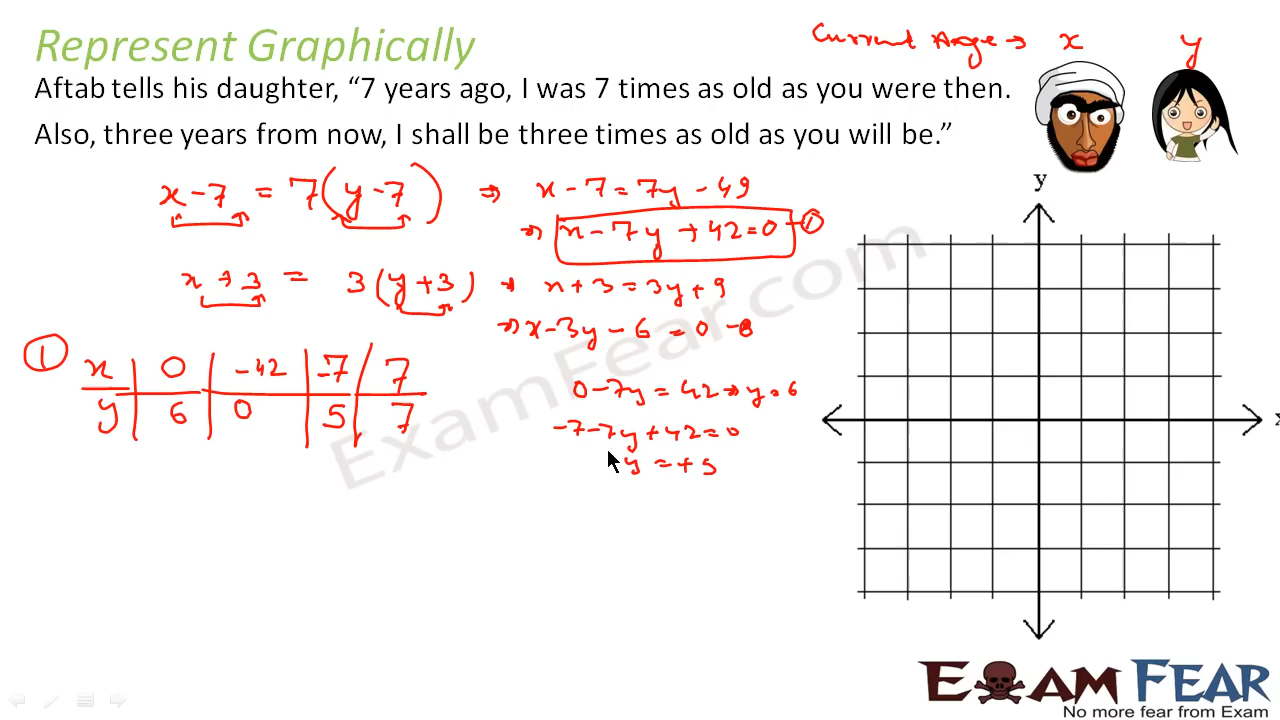 Represent Graphically
Current Age → x y
Aftab tells his daughter, “7 years ago, I was 7 times as old as you were then.
Also, three years from now, I shall be three times as old as you will be.”
x - 7 = 7(y - 7) ⇒ x - 7 = 7y - 49
⇒ x - 7y + 42 = 0 - ①
x + 3 = 3(y + 3) ⇒ x + 3 = 3y + 9
⇒ x - 3y - 6 = 0 - ②
① x 0 -42 -7 7
y 6 0 5 7
0 - 7y = 42 ⇒ y = 6
-7 - 7y + 42 = 0
y = +5
y
x
ExamFear.com
EXAM FEAR
No more fear from Exam